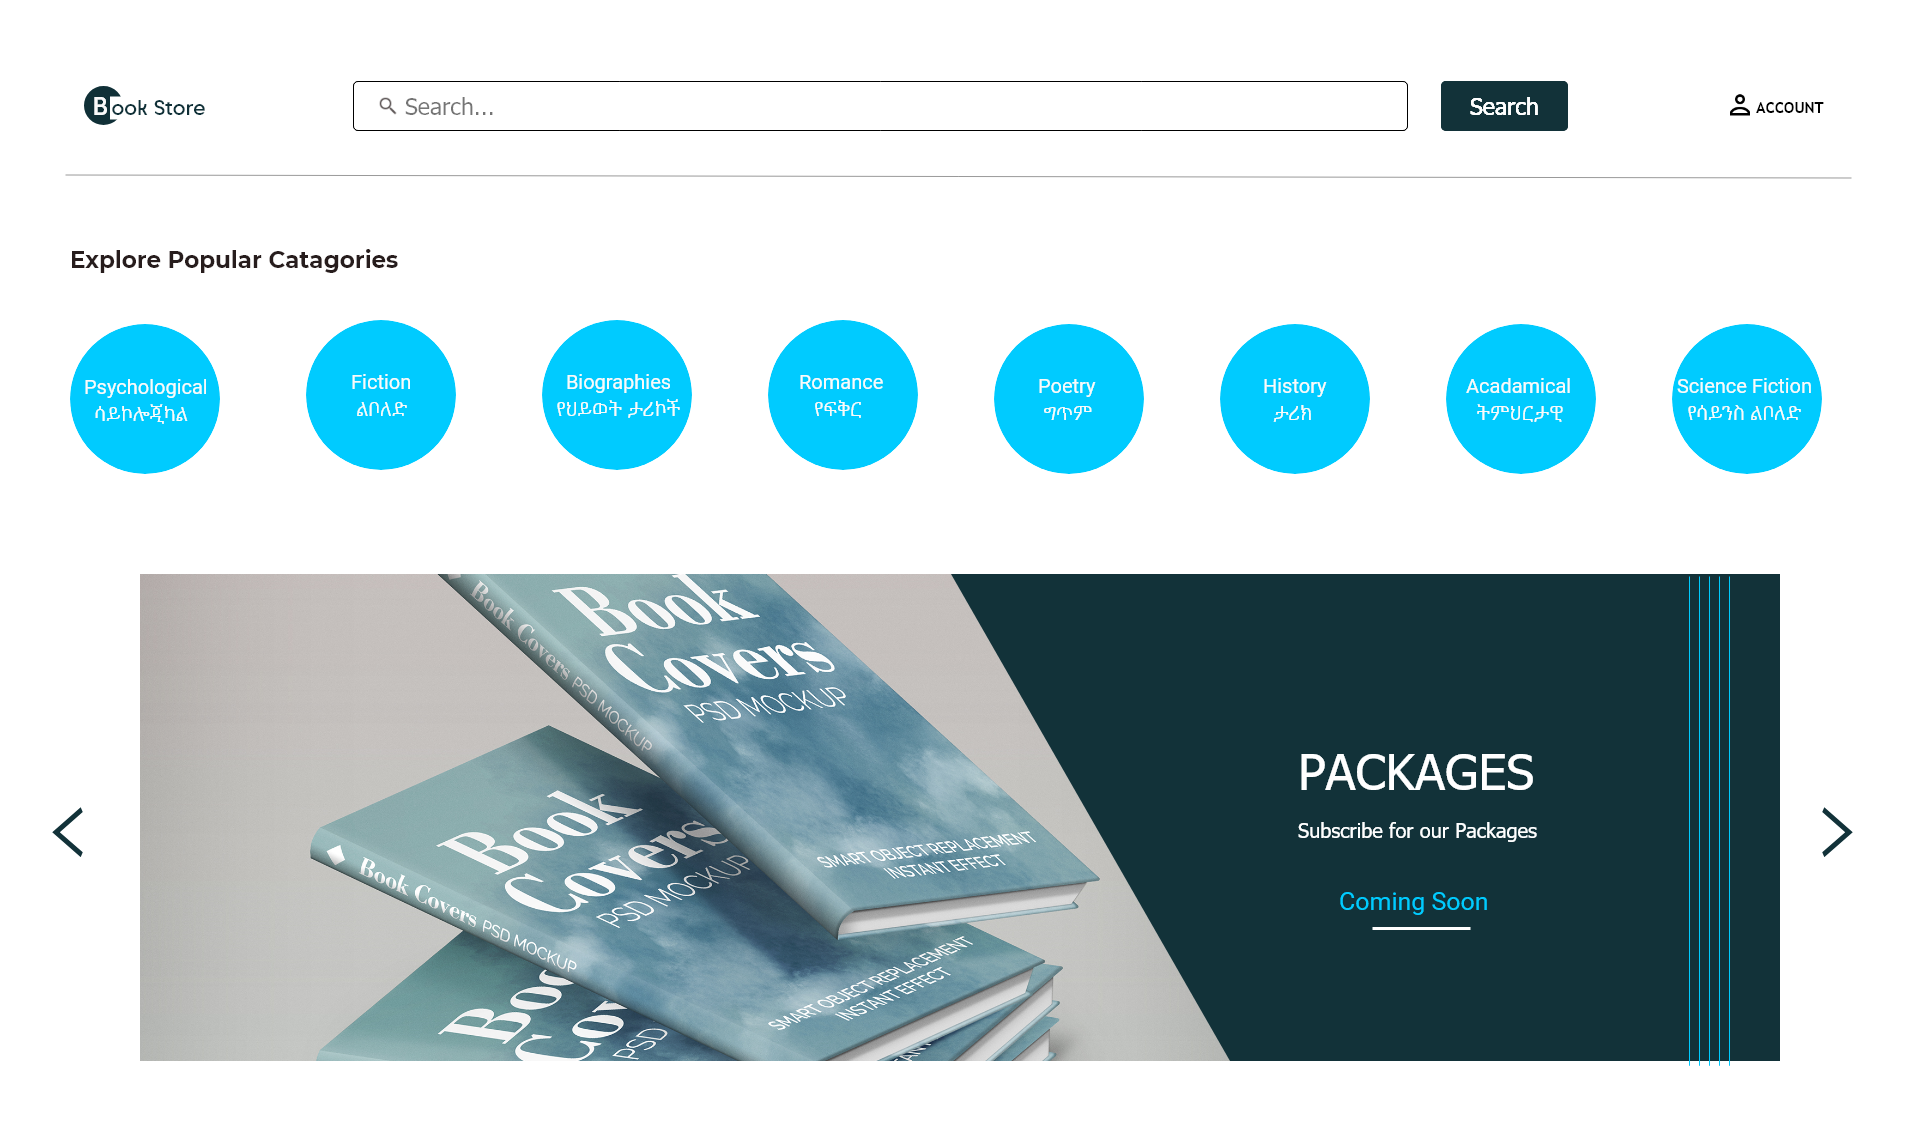 Book Store
Search...
Search
ACCOUNT
Explore Popular Catagories
Psychological
ሳይኮሎጂካል
Fiction
ልቦለድ
Biographies
የህይወት ታሪኮች
Romance
የፍቅር
Poetry
ግጥም
History
ታሪክ
Acadamical
ትምህርታዊ
Science Fiction
የሳይንስ ልቦለድ
Book
Covers
PSD MOCKUP
Book Covers PSD MOCKUP
SMART OBJECT REPLACEMENT
INSTANT EFFECT
Book
Covers
PSD MOCKUP
Book Covers PSD MOCKUP
SMART OBJECT REPLACEMENT
INSTANT EFFECT
PSD
PACKAGES
Subscribe for our Packages
Coming Soon